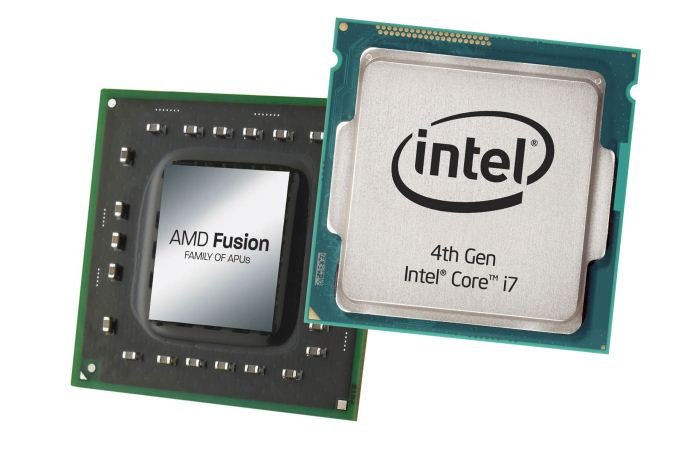 AMD Fusion
FAMILY OF APUs
intel®
4th Gen
Intel® Core™ i7